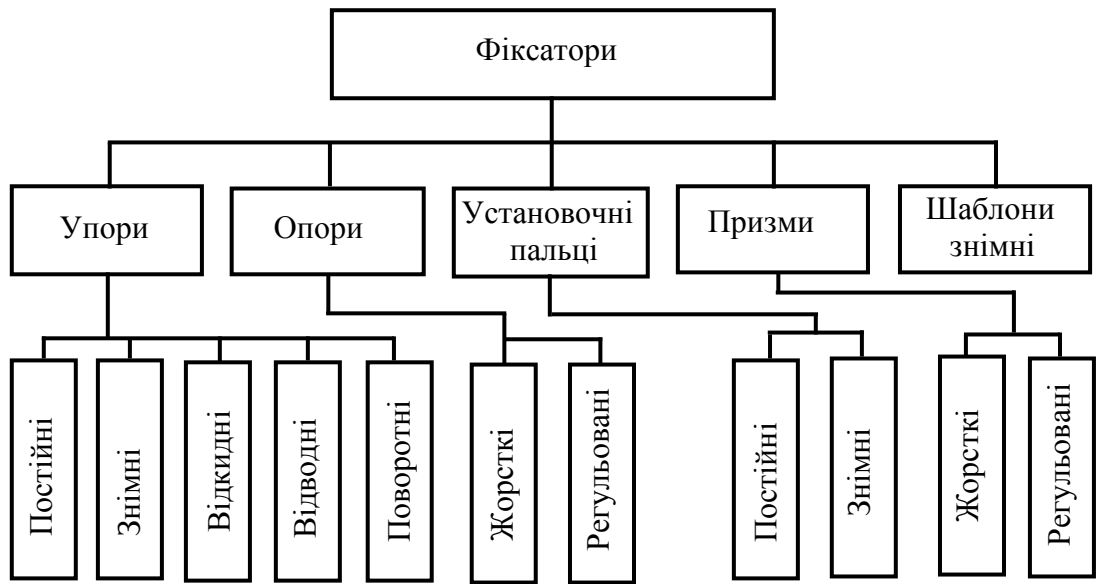 Фіксатори
Упори
Опори
Установочні
пальці
Призми
Шаблони
знімні
Постійні
Знімні
Відкидні
Відводні
Поворотні
Жорсткі
Регульовані
Постійні
Знімні
Жорсткі
Регульовані